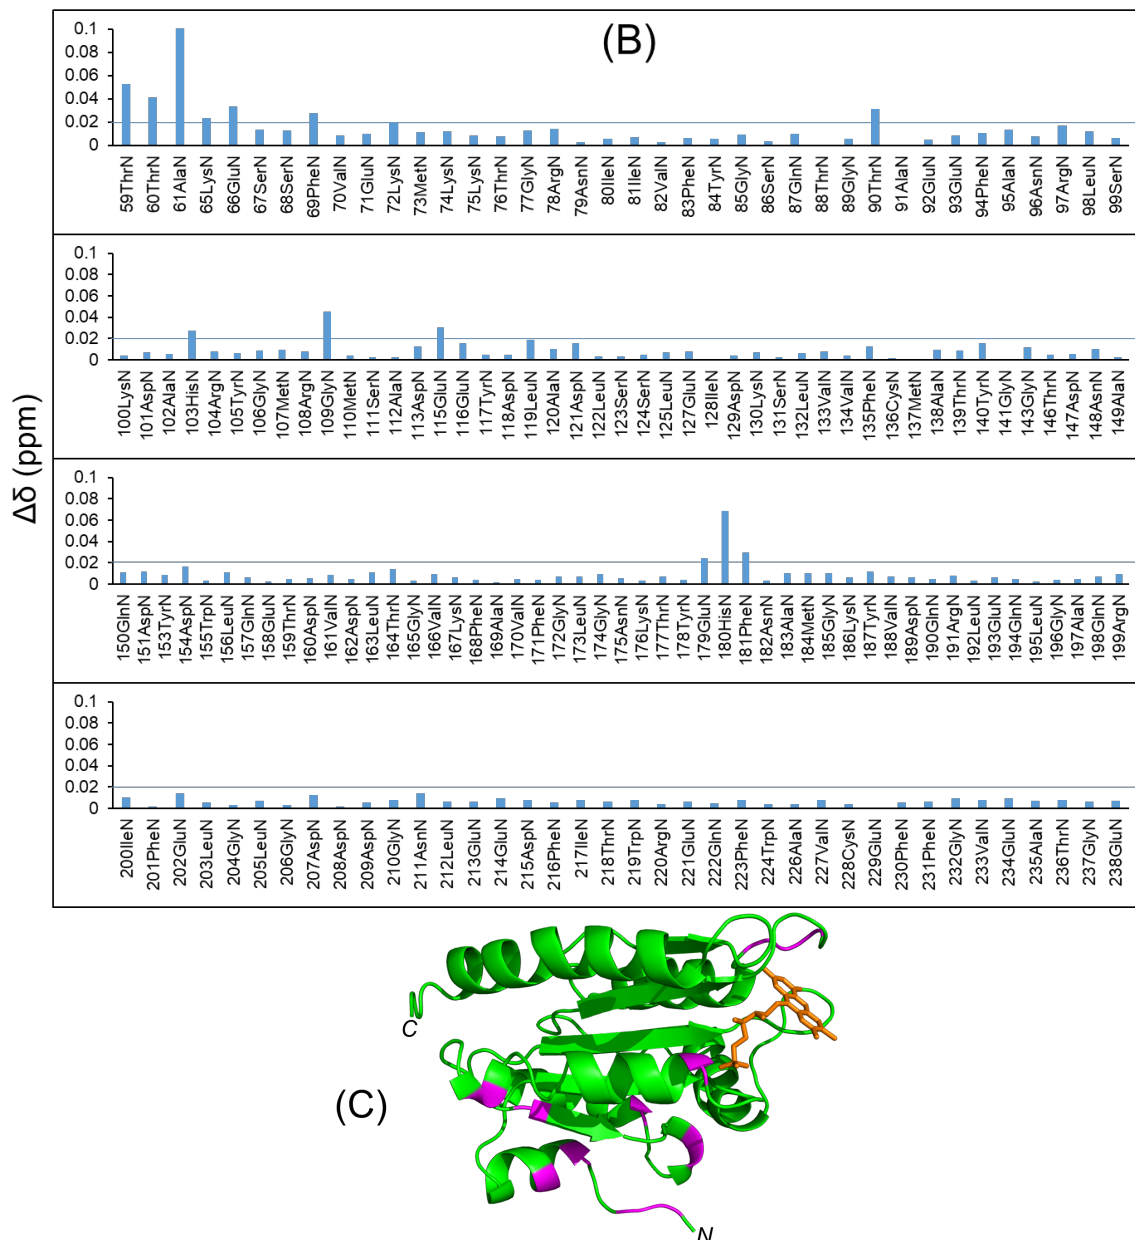 (B)
Δδ (ppm)
0.1
0.08
0.06
0.04
0.02
0
59ThrN 60ThrN 61AlaN 65LysN 66GluN 67SerN 68SerN 69PheN 70ValN 71GluN 72LysN 73MetN 74LysN 75LysN 76ThrN 77GlyN 78ArgN 79AsnN 80IleN 81IleN 82ValN 83PheN 84TyrN 85GlyN 86SerN 87GlnN 88ThrN 89GlyN 90ThrN 91AlaN 92GluN 93GluN 94PheN 95AlaN 96AsnN 97ArgN 98LeuN 99SerN
0.1
0.08
0.06
0.04
0.02
0
100LysN 101AspN 102AlaN 103HisN 104ArgN 105TyrN 106GlyN 107MetN 108ArgN 109GlyN 110MetN 111SerN 112AlaN 113AspN 115GluN 116GluN 117TyrN 118AspN 119LeuN 120AlaN 121AspN 122LeuN 123SerN 124SerN 125LeuN 127GluN 128IleN 129AspN 130LysN 131SerN 132LeuN 133ValN 134ValN 135PheN 136CysN 137MetN 138AlaN 139ThrN 140TyrN 141GlyN 143GlyN 146ThrN 147AspN 148AsnN 149AlaN
0.1
0.08
0.06
0.04
0.02
0
150GlnN 151AspN 153TyrN 154AspN 155TrpN 156LeuN 157GlnN 158GluN 159ThrN 160AspN 161ValN 162AspN 163LeuN 164ThrN 165GlyN 166ValN 167LysN 168PheN 169AlaN 170ValN 171PheN 172GlyN 173LeuN 174GlyN 175AsnN 176LysN 177ThrN 178TyrN 179GluN 180HisN 181PheN 182AsnN 183AlaN 184MetN 185GlyN 186LysN 187TyrN 188ValN 189AspN 190GlnN 191ArgN 192LeuN 193GluN 194GlnN 195LeuN 196GlyN 197AlaN 198GlnN 199ArgN
0.1
0.08
0.06
0.04
0.02
0
200IleN 201PheN 202GluN 203LeuN 204GlyN 205LeuN 206GlyN 207AspN 208AspN 209AspN 210GlyN 211AsnN 212LeuN 213GluN 214GluN 215AspN 216PheN 217IleN 218ThrN 219TrpN 220ArgN 221GluN 222GlnN 223PheN 224TrpN 226AlaN 227ValN 228CysN 229GluN 230PheN 231PheN 232GlyN 233ValN 234GluN 235AlaN 236ThrN 237GlyN 238GluN
C
(C)
N